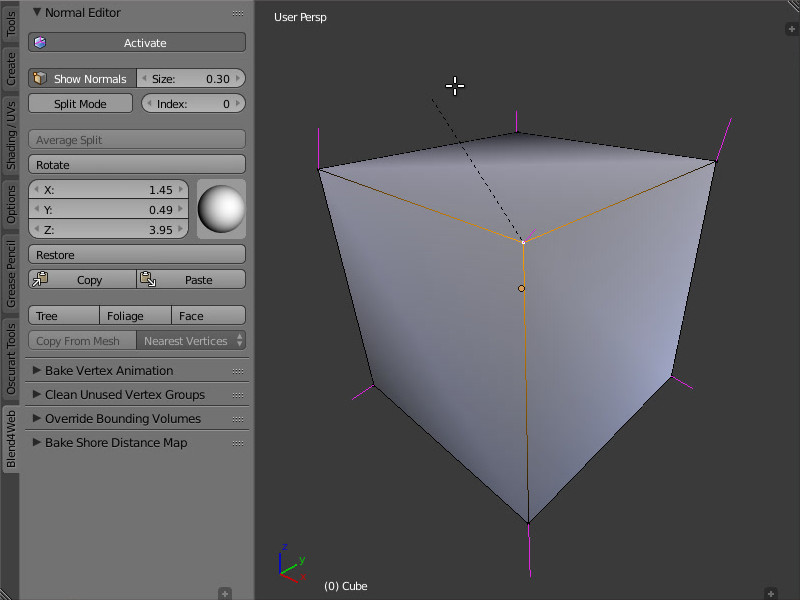 Tools
Create
Shading / UVs
Options
Grease Pencil
Oscurart Tools
Blend4Web
Normal Editor
Activate
Show Normals Size: 0.30
Split Mode Index: 0
Average Split
Rotate
X: 1.45
Y: 0.49
Z: 3.95
Restore
Copy Paste
Tree Foliage Face
Copy From Mesh Nearest Vertices
Bake Vertex Animation
Clean Unused Vertex Groups
Override Bounding Volumes
Bake Shore Distance Map
User Persp
z
y
(0) Cube